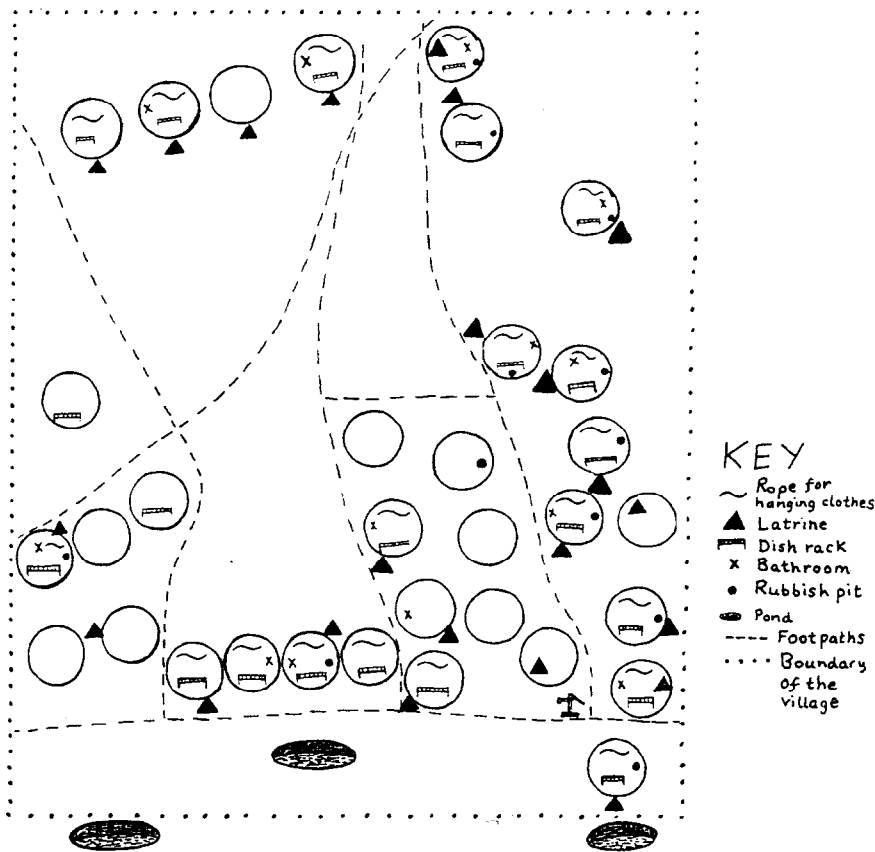 KEY
Rope for
hanging clothes
Latrine
Dish rack
Bathroom
Rubbish pit
Pond
Footpaths
Boundary
of the
village